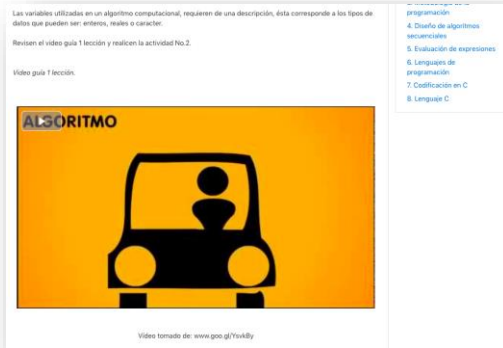 Las variables utilizadas en un algoritmo computacional, requieren de una descripción, ésta corresponde a los tipos de
datos que pueden ser: enteros, reales o caracter.
Revisen el video guía 1 lección y realicen la actividad No.2.
Video guía 1 lección.
ALGORITMO
Video tomado de: www.goo.gl/YsvkBy
programación
4. Diseño de algoritmos
secuenciales
5. Evaluación de expresiones
6. Lenguajes de
programación
7. Codificación en C
8. Lenguaje C